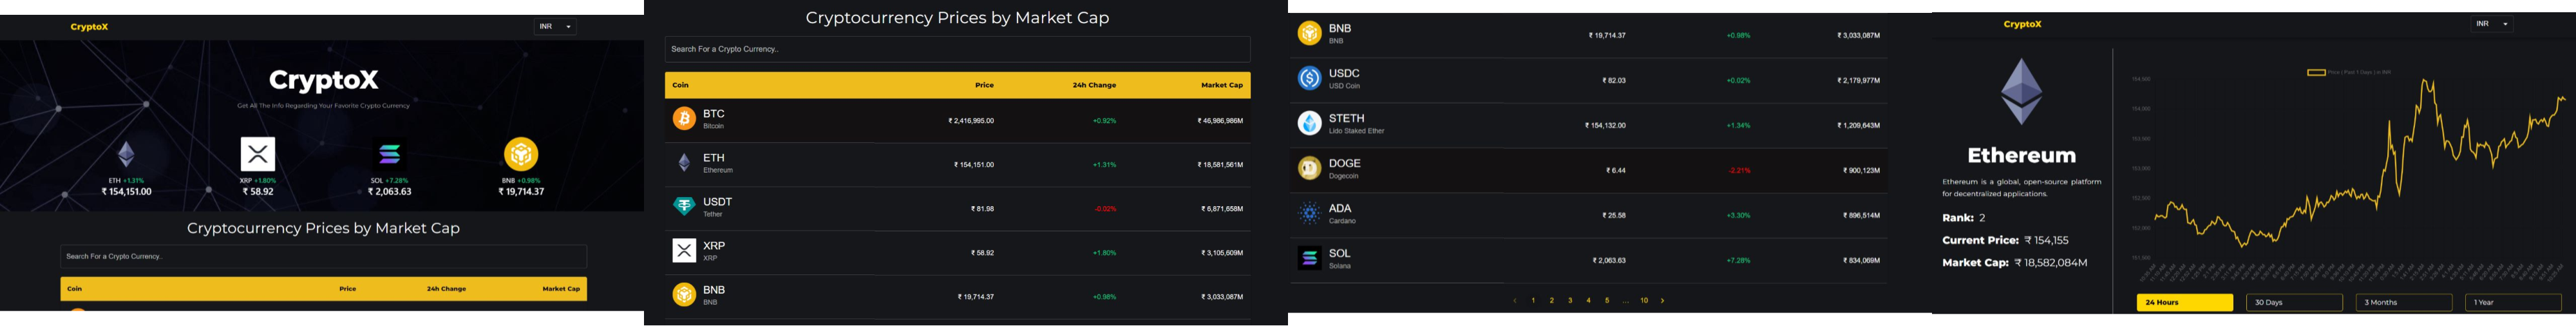 CryptoX
INR
CryptoX
Get All The Info Regarding Your Favorite Crypto Currency
ETH +1.31%
₹ 154,151.00
XRP +1.80%
₹ 58.92
SOL +7.28%
₹ 2,063.63
BNB +0.98%
₹ 19,714.37
Cryptocurrency Prices by Market Cap
Search For a Crypto Currency..
Coin Price 24h Change Market Cap
Cryptocurrency Prices by Market Cap
Search For a Crypto Currency..
Coin Price 24h Change Market Cap
BTC
Bitcoin
₹ 2,416,995.00 +0.92% ₹ 46,986,986M
ETH
Ethereum
₹ 154,151.00 +1.31% ₹ 18,581,561M
USDT
Tether
₹ 81.98 -0.02% ₹ 6,871,658M
XRP
XRP
₹ 58.92 +1.80% ₹ 3,105,609M
BNB
BNB
₹ 19,714.37 +0.98% ₹ 3,033,087M
BNB
BNB
₹ 19,714.37 +0.98% ₹ 3,033,087M
USDC
USD Coin
₹ 82.03 +0.02% ₹ 2,179,977M
STETH
Lido Staked Ether
₹ 154,132.00 +1.34% ₹ 1,209,643M
DOGE
Dogecoin
₹ 6.44 -2.21% ₹ 900,123M
ADA
Cardano
₹ 25.58 +3.30% ₹ 896,514M
SOL
Solana
₹ 2,063.63 +7.28% ₹ 834,069M
‹ 1 2 3 4 5 ... 10 ›
CryptoX
INR
Ethereum
Ethereum is a global, open-source platform
for decentralized applications.
Rank: 2
Current Price: ₹ 154,155
Market Cap: ₹ 18,582,084M
Price ( Past 1 Days ) in INR
24 Hours 30 Days 3 Months 1 Year